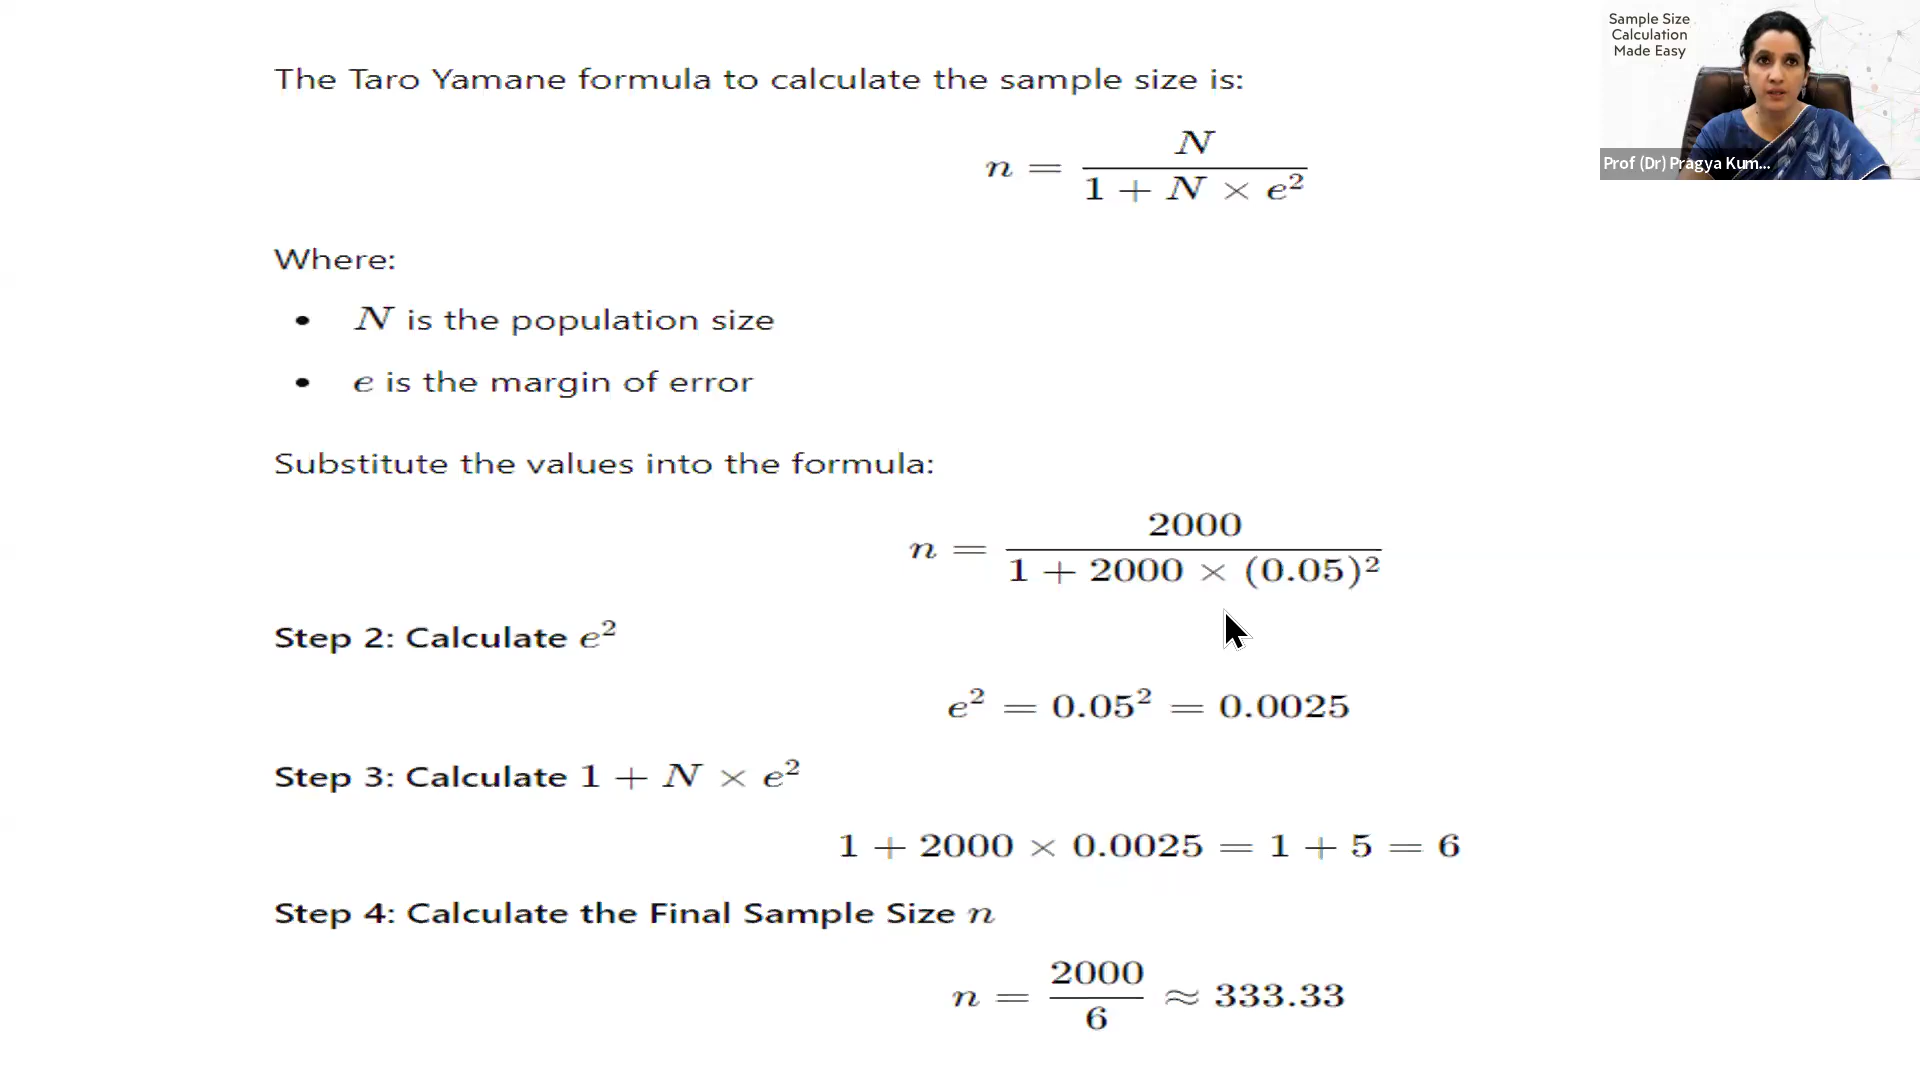 Sample Size
Calculation
Made Easy
Prof (Dr) Pragya Kum...
The Taro Yamane formula to calculate the sample size is:
n = N / (1 + N × e²)
Where:
• N is the population size
• e is the margin of error
Substitute the values into the formula:
n = 2000 / (1 + 2000 × (0.05)²)
Step 2: Calculate e²
e² = 0.05² = 0.0025
Step 3: Calculate 1 + N × e²
1 + 2000 × 0.0025 = 1 + 5 = 6
Step 4: Calculate the Final Sample Size n
n = 2000 / 6 ≈ 333.33